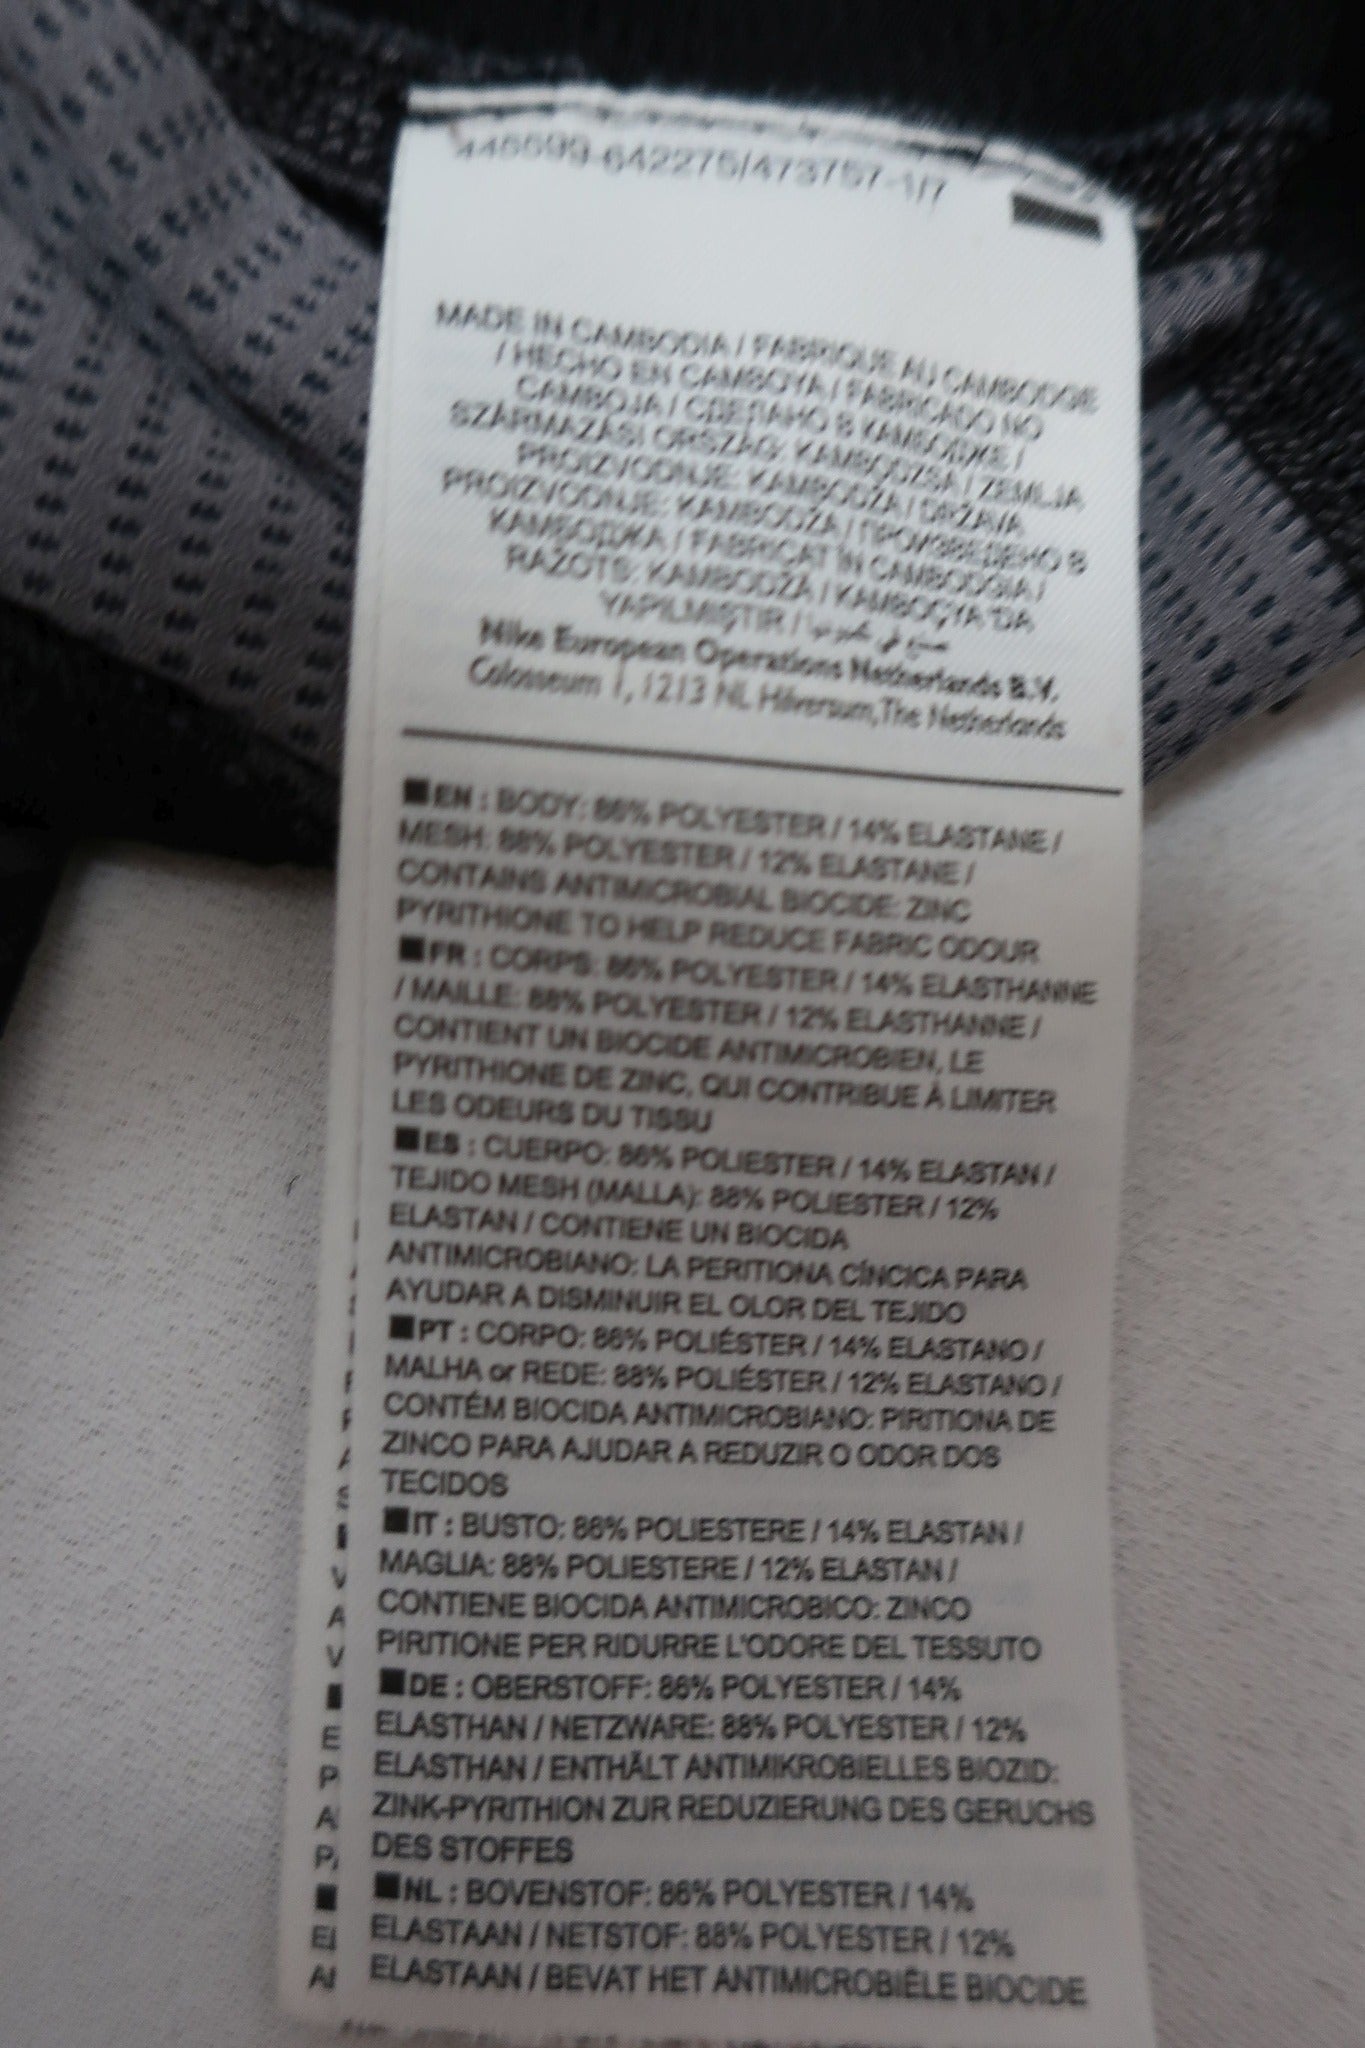 446599-642275/473757-1/7
MADE IN CAMBODIA / FABRIQUE AU CAMBODGE
/ HECHO EN CAMBOYA / FABRICADO NO
CAMBOJA / СДЕЛАНО В КАМБОДЖЕ /
SZÁRMAZÁSI ORSZÁG: KAMBODZSA / ZEMLJA
PROIZVODNJE: KAMBODŽA / DRŽAVA
PROIZVODNJE: KAMBODŽA / ПРОИЗВЕДЕНО В
КАМБОДЖА / FABRICAT ÎN CAMBODGIA /
RAŽOTS: KAMBODŽA / KAMBOÇYA 'DA
YAPILMIŞTIR /
Nike European Operations Netherlands B.V.
Colosseum 1, 1213 NL Hilversum, The Netherlands
■EN : BODY: 86% POLYESTER / 14% ELASTANE /
MESH: 88% POLYESTER / 12% ELASTANE /
CONTAINS ANTIMICROBIAL BIOCIDE: ZINC
PYRITHIONE TO HELP REDUCE FABRIC ODOUR
■FR : CORPS: 86% POLYESTER / 14% ELASTHANNE
/ MAILLE: 88% POLYESTER / 12% ELASTHANNE /
CONTIENT UN BIOCIDE ANTIMICROBIEN, LE
PYRITHIONE DE ZINC, QUI CONTRIBUE À LIMITER
LES ODEURS DU TISSU
■ES : CUERPO: 86% POLIESTER / 14% ELASTAN /
TEJIDO MESH (MALLA): 88% POLIESTER / 12%
ELASTAN / CONTIENE UN BIOCIDA
ANTIMICROBIANO: LA PERITIONA CÍNCICA PARA
AYUDAR A DISMINUIR EL OLOR DEL TEJIDO
■PT : CORPO: 86% POLIÉSTER / 14% ELASTANO /
MALHA or REDE: 88% POLIÉSTER / 12% ELASTANO /
CONTÉM BIOCIDA ANTIMICROBIANO: PIRITIONA DE
ZINCO PARA AJUDAR A REDUZIR O ODOR DOS
TECIDOS
■IT : BUSTO: 86% POLIESTERE / 14% ELASTAN /
MAGLIA: 88% POLIESTERE / 12% ELASTAN /
CONTIENE BIOCIDA ANTIMICROBICO: ZINCO
PIRITIONE PER RIDURRE L'ODORE DEL TESSUTO
■DE : OBERSTOFF: 86% POLYESTER / 14%
ELASTHAN / NETZWARE: 88% POLYESTER / 12%
ELASTHAN / ENTHÄLT ANTIMIKROBIELLES BIOZID:
ZINK-PYRITHION ZUR REDUZIERUNG DES GERUCHS
DES STOFFES
■NL : BOVENSTOF: 86% POLYESTER / 14%
ELASTAAN / NETSTOF: 88% POLYESTER / 12%
ELASTAAN / BEVAT HET ANTIMICROBIËLE BIOCIDE